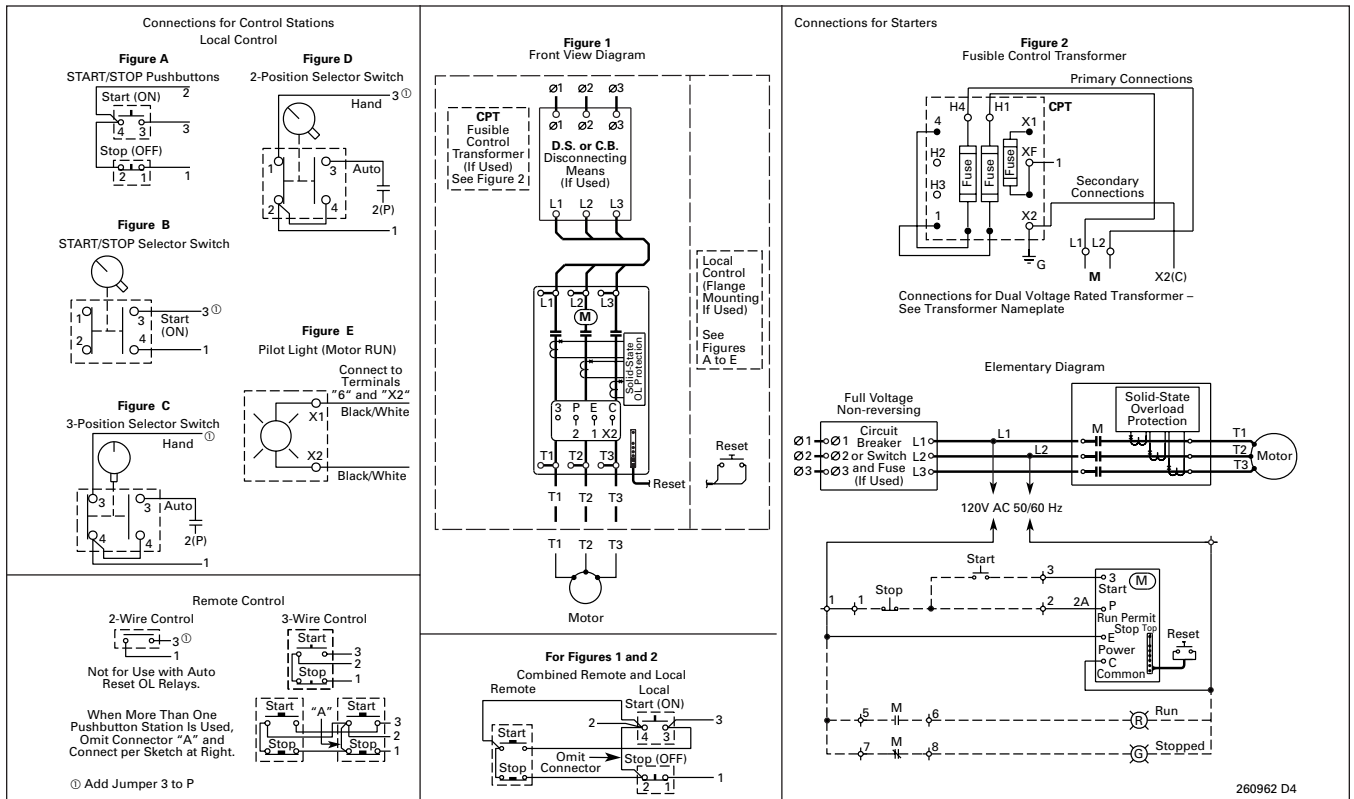 Connections for Control Stations
Local Control
Figure A
START/STOP Pushbuttons
Start (ON)
2
4 3
3
Stop (OFF)
2 1
1
Figure D
2-Position Selector Switch
3 ①
Hand
1
3
Auto
2(P)
2
4
1
Figure B
START/STOP Selector Switch
1
3
3 ①
Start
(ON)
2
4
1
Figure E
Pilot Light (Motor RUN)
Connect to
Terminals
"6" and "X2"
X1
Black/White
X2
Black/White
Figure C
3-Position Selector Switch
①
Hand
3
3
Auto
2(P)
4
4
1
Remote Control
2-Wire Control
3 ①
1
Not for Use with Auto
Reset OL Relays.
3-Wire Control
Start
3
2
Stop
1
When More Than One
Pushbutton Station Is Used,
Omit Connector "A" and
Connect per Sketch at Right.
Start
"A"
Start
3
2
Stop
Stop
1
① Add Jumper 3 to P
Figure 1
Front View Diagram
Ø1 Ø2 Ø3
Ø1 Ø2 Ø3
CPT
Fusible
Control
Transformer
(If Used)
See Figure 2
D.S. or C.B.
Disconnecting
Means
(If Used)
L1 L2 L3
Local
Control
(Flange
Mounting
If Used)
See
Figures
A to E
L1 L2 L3
M
Solid-State
OL Protection
3 P E C
2 1 X2
T1 T2 T3
Reset
Reset
T1 T2 T3
T1 T2 T3
Motor
For Figures 1 and 2
Combined Remote and Local
Remote
Local
Start (ON)
2
3
4 3
Start
Omit
Connector
Stop (OFF)
Stop
2 1
1
Connections for Starters
Figure 2
Fusible Control Transformer
Primary Connections
H4 H1
CPT
4
X1
H2
XF
1
Fuse
Fuse
Fuse
H3
Secondary
Connections
1
X2
G
L1 L2
M
X2(C)
Connections for Dual Voltage Rated Transformer –
See Transformer Nameplate
Elementary Diagram
Full Voltage
Non-reversing
Solid-State
Overload
Protection
Ø1 Ø1 Circuit L1
Ø2 Ø2 Breaker or Switch L2
Ø3 Ø3 and Fuse L3
(If Used)
L1
L2
M
T1
T2
T3
Motor
120V AC 50/60 Hz
Start
3
3
M
Start
1
1
Stop
2
2A
P
Run Permit
Stop
Top
Reset
E
Power
C
Common
5
M
6
R
Run
7
M
8
G
Stopped
260962 D4